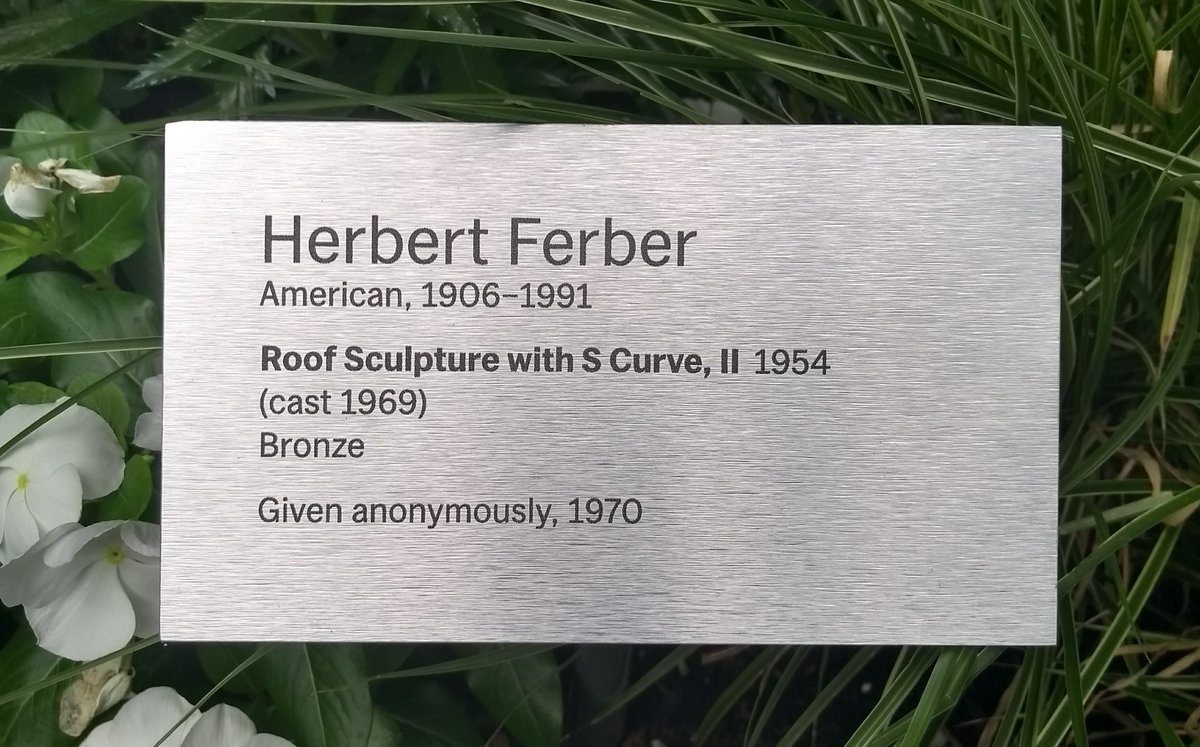 Herbert Ferber
American, 1906–1991
Roof Sculpture with S Curve, II 1954
(cast 1969)
Bronze
Given anonymously, 1970